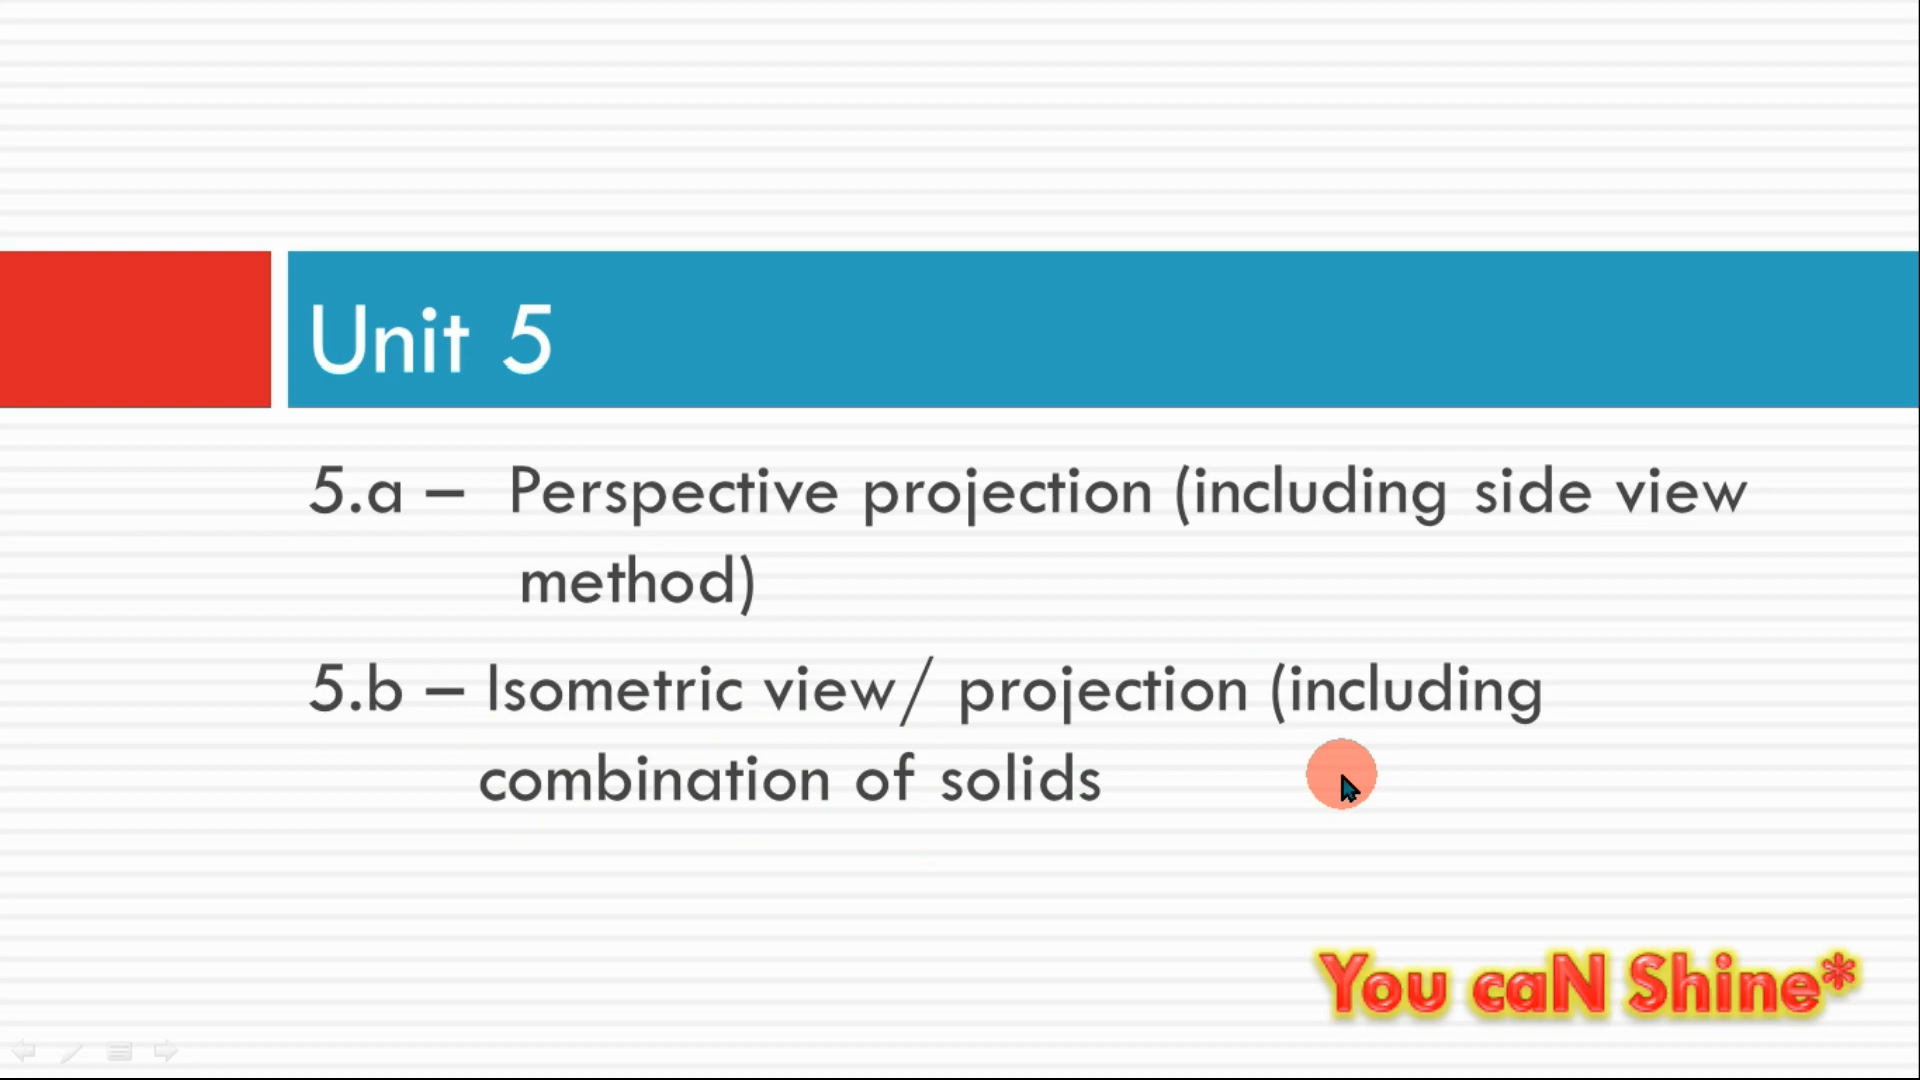 Unit 5
5.a – Perspective projection (including side view
method)
5.b – Isometric view/ projection (including
combination of solids
You caN Shine*